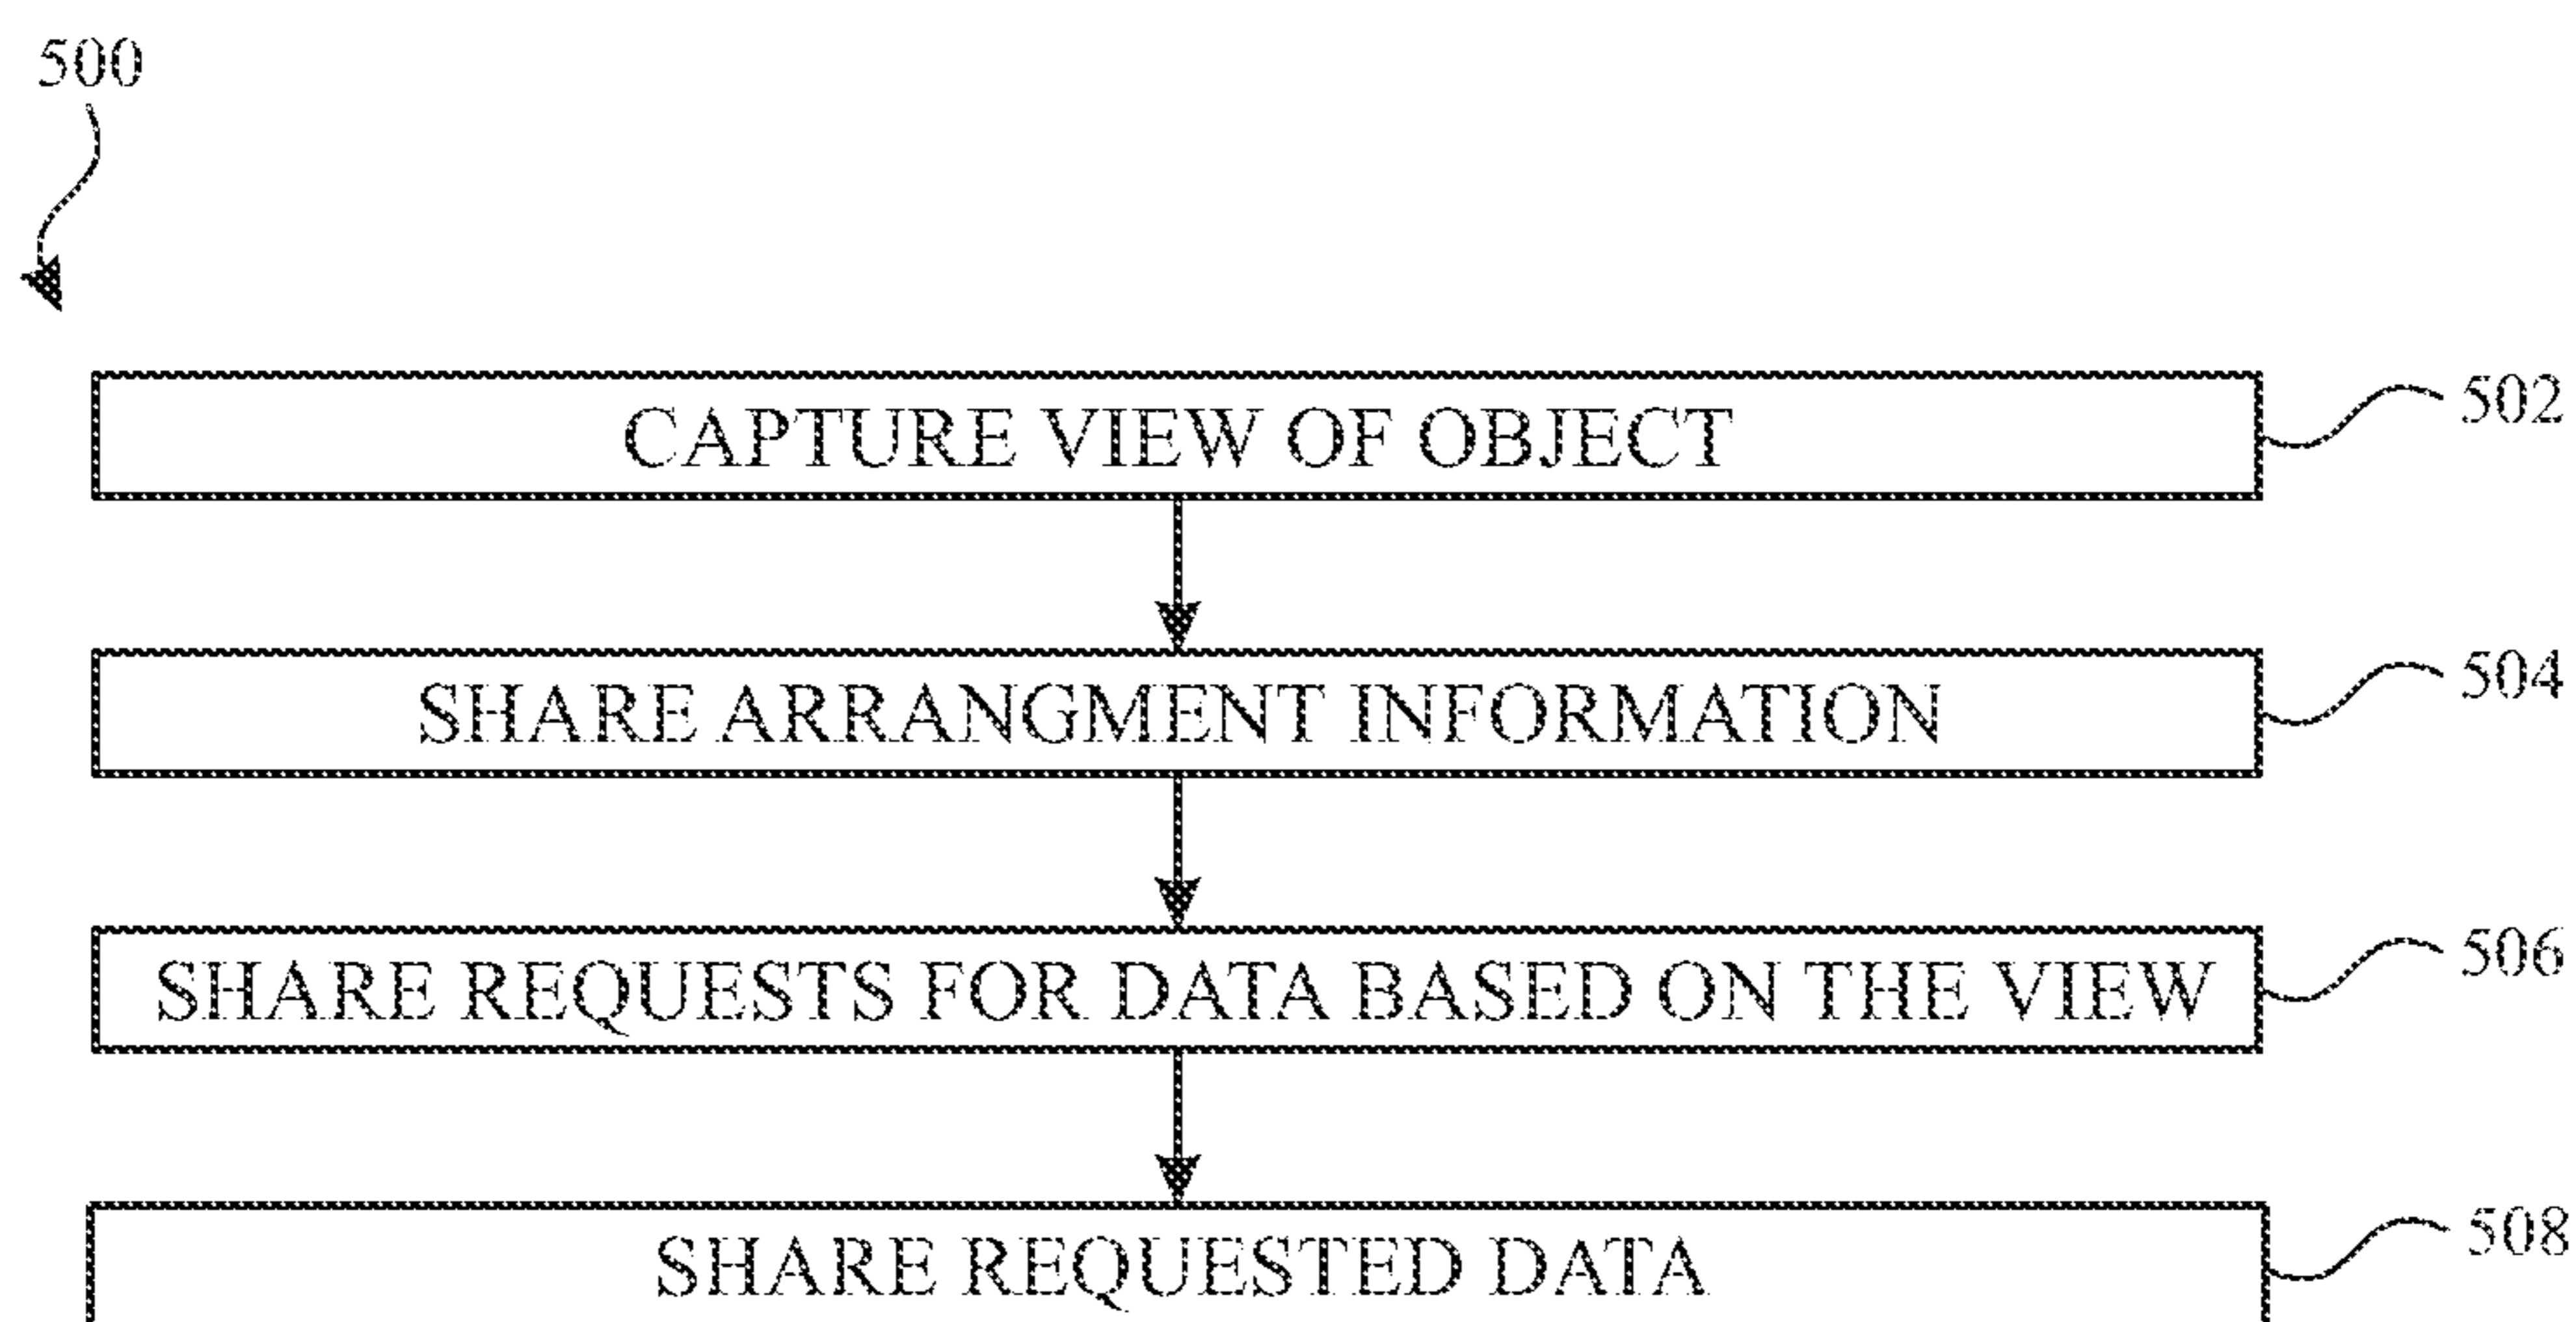 500
CAPTURE VIEW OF OBJECT
502
SHARE ARRANGMENT INFORMATION
504
SHARE REQUESTS FOR DATA BASED ON THE VIEW
506
SHARE REQUESTED DATA
508